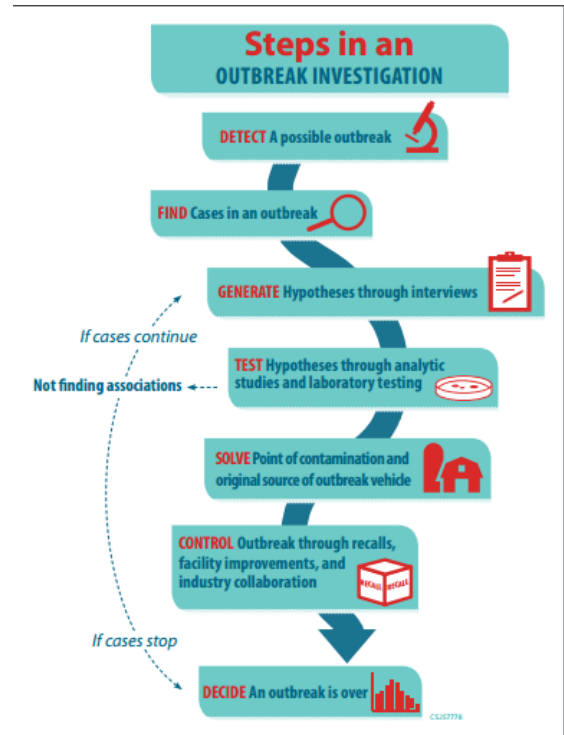 Steps in an
OUTBREAK INVESTIGATION
DETECT A possible outbreak
FIND Cases in an outbreak
GENERATE Hypotheses through interviews
If cases continue
TEST Hypotheses through analytic
studies and laboratory testing
Not finding associations
SOLVE Point of contamination and
original source of outbreak vehicle
CONTROL Outbreak through recalls,
facility improvements, and
industry collaboration
RECALL RECALL
If cases stop
DECIDE An outbreak is over
CS257778